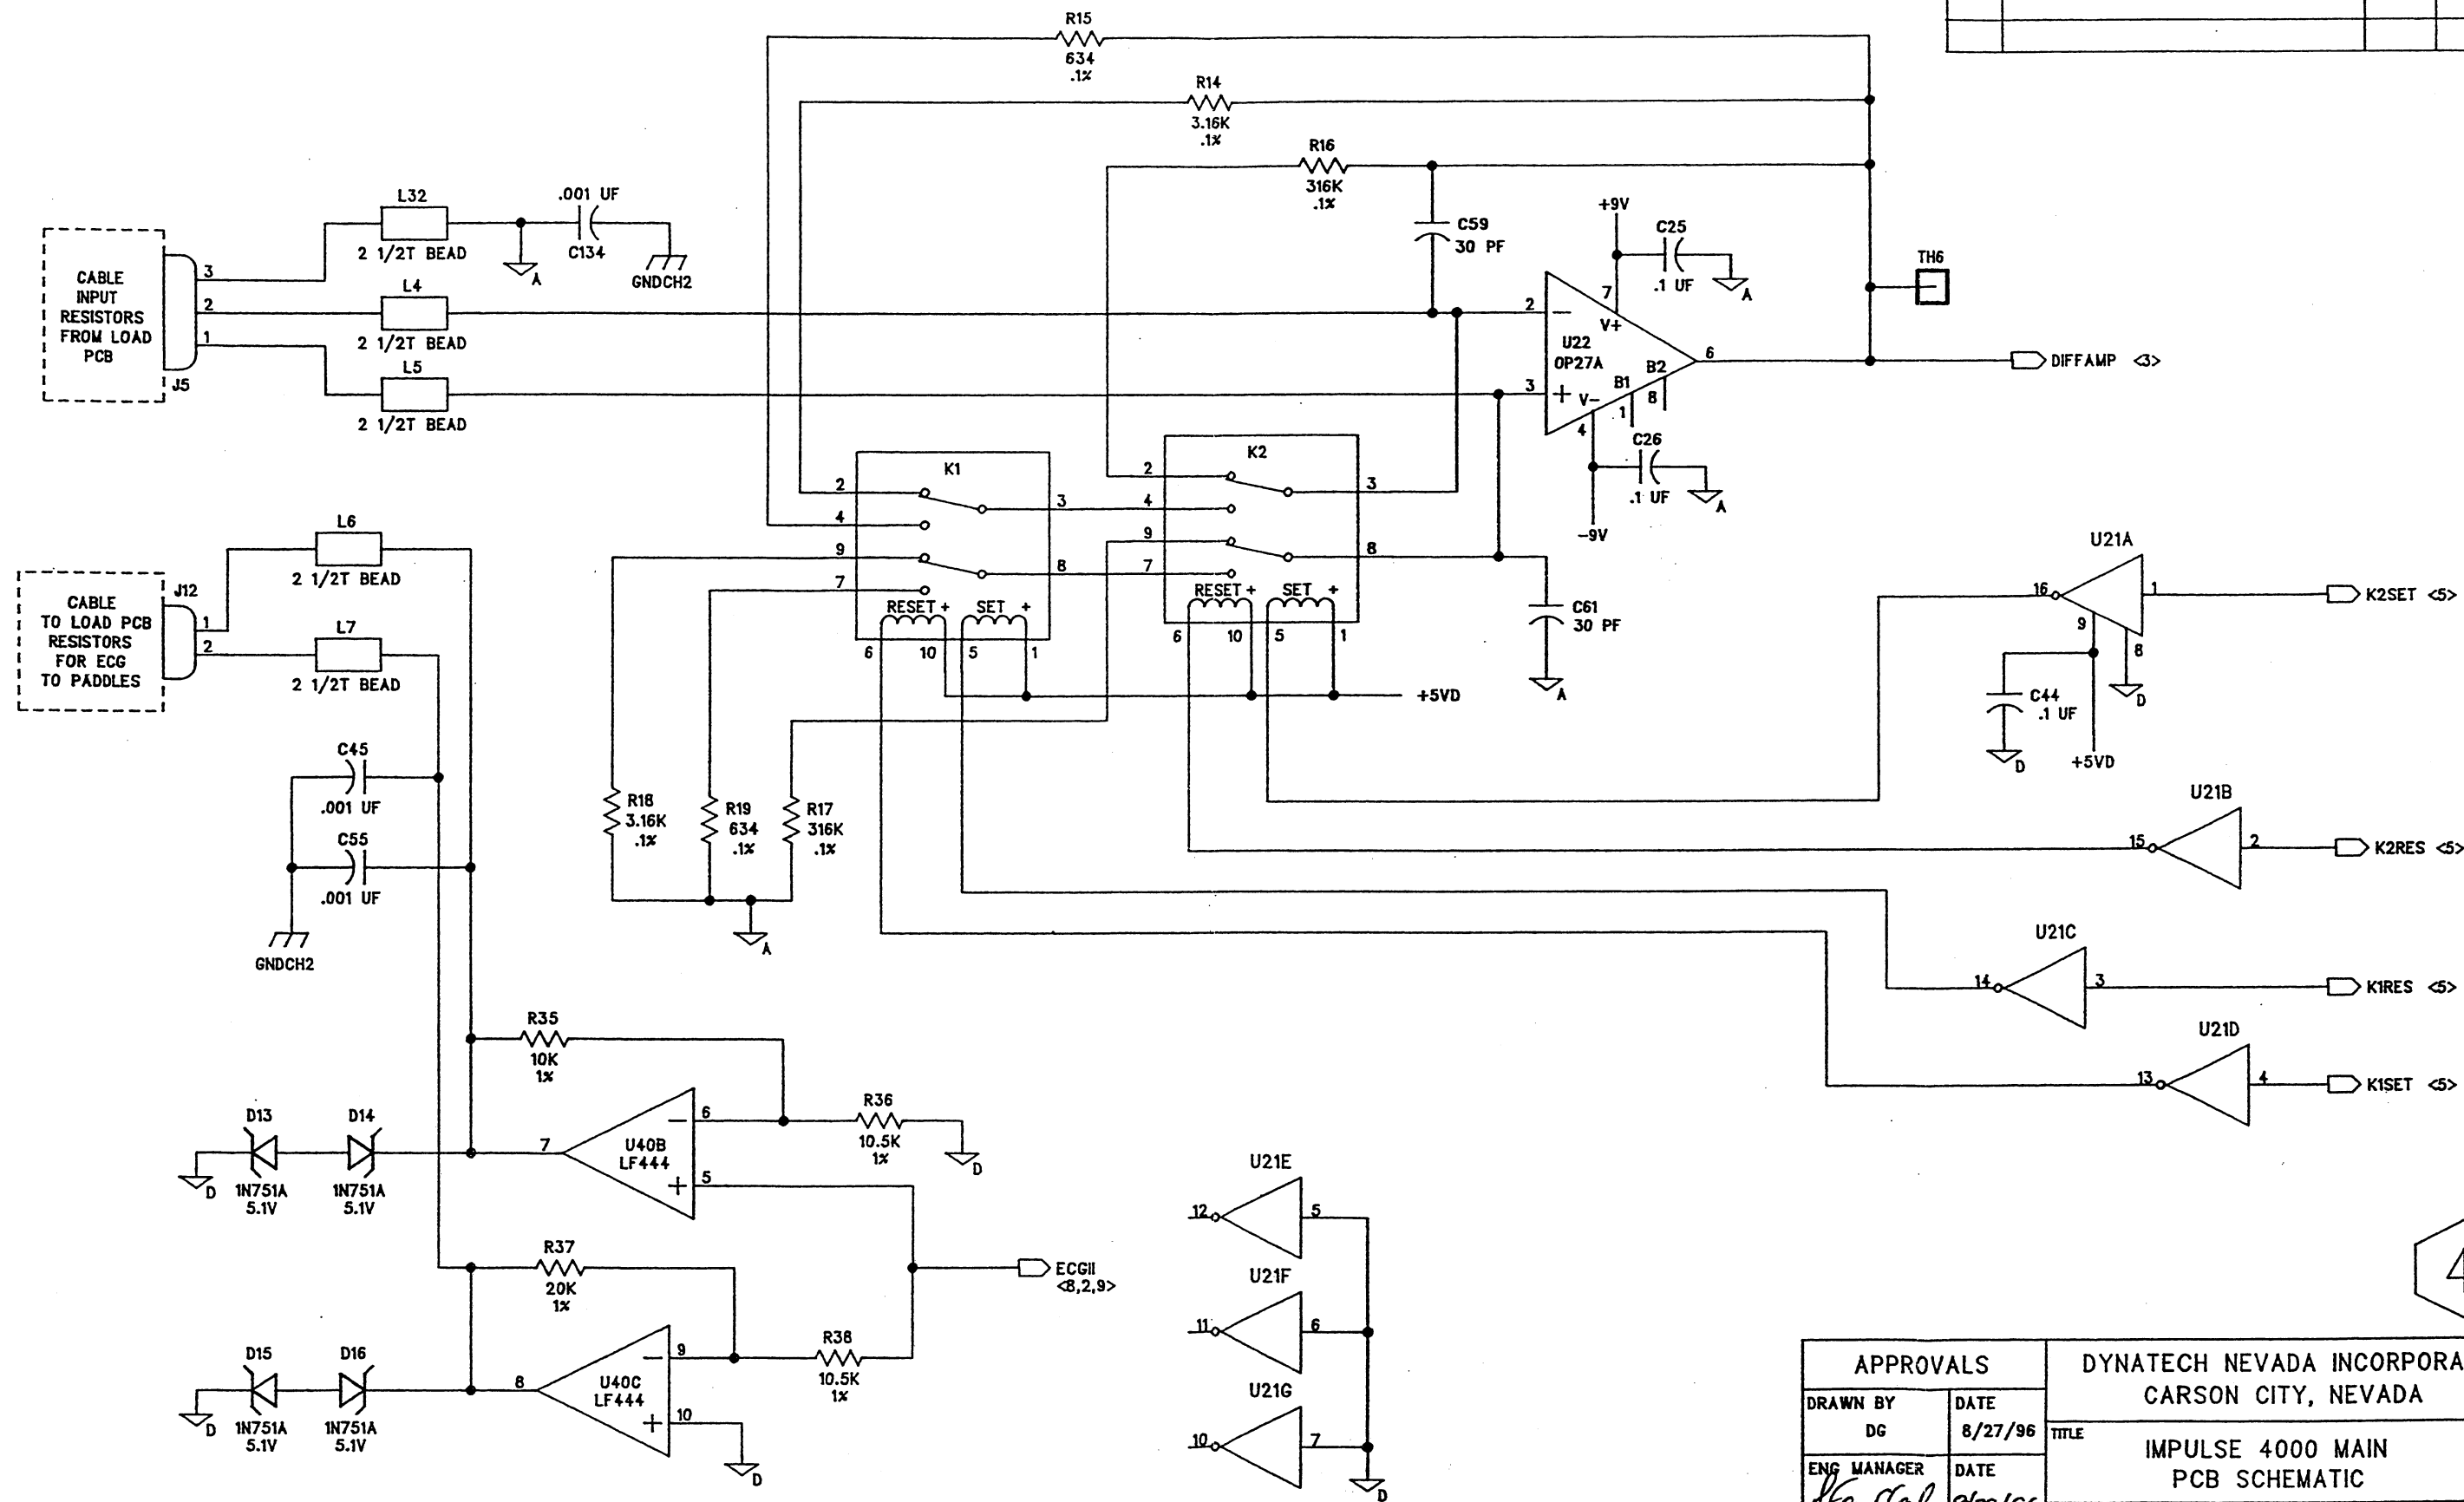 R15
634
.1%
R14
3.16K
.1%
R16
316K
.1%
C59
30 PF
+9V
C25
.1 UF
A
TH6
L32
2 1/2T BEAD
.001 UF
C134
A
GNDCH2
CABLE
INPUT
RESISTORS
FROM LOAD
PCB
J5
3
2
1
L4
2 1/2T BEAD
L5
2 1/2T BEAD
2
3
7
V+
U22
OP27A
6
B2
B1
8
1
V-
4
DIFFAMP <3>
C26
.1 UF
A
-9V
K1
2
4
9
7
3
8
RESET +
SET +
6
10
5
1
K2
2
4
9
7
3
8
RESET +
SET +
6
10
5
1
+5VD
C61
30 PF
A
L6
2 1/2T BEAD
L7
2 1/2T BEAD
CABLE
TO LOAD PCB
RESISTORS
FOR ECG
TO PADDLES
J12
1
2
C45
.001 UF
C55
.001 UF
GNDCH2
R18
3.16K
.1%
R19
634
.1%
R17
316K
.1%
A
U21A
16
1
9
8
K2SET <5>
C44
.1 UF
D
D
+5VD
U21B
15
2
K2RES <5>
U21C
14
3
K1RES <5>
U21D
13
4
K1SET <5>
R35
10K
1%
R36
10.5K
1%
D
D13
1N751A
5.1V
D14
1N751A
5.1V
D
7
U40B
LF444
6
5
R37
20K
1%
ECGII
<8,2,9>
R38
10.5K
1%
D15
1N751A
5.1V
D16
1N751A
5.1V
D
8
U40C
LF444
9
10
D
U21E
12
5
U21F
11
6
U21G
10
7
D
4
APPROVALS
DRAWN BY
DG
DATE
8/27/96
ENG MANAGER
DATE
DYNATECH NEVADA INCORPORA
CARSON CITY, NEVADA
TITLE
IMPULSE 4000 MAIN
PCB SCHEMATIC